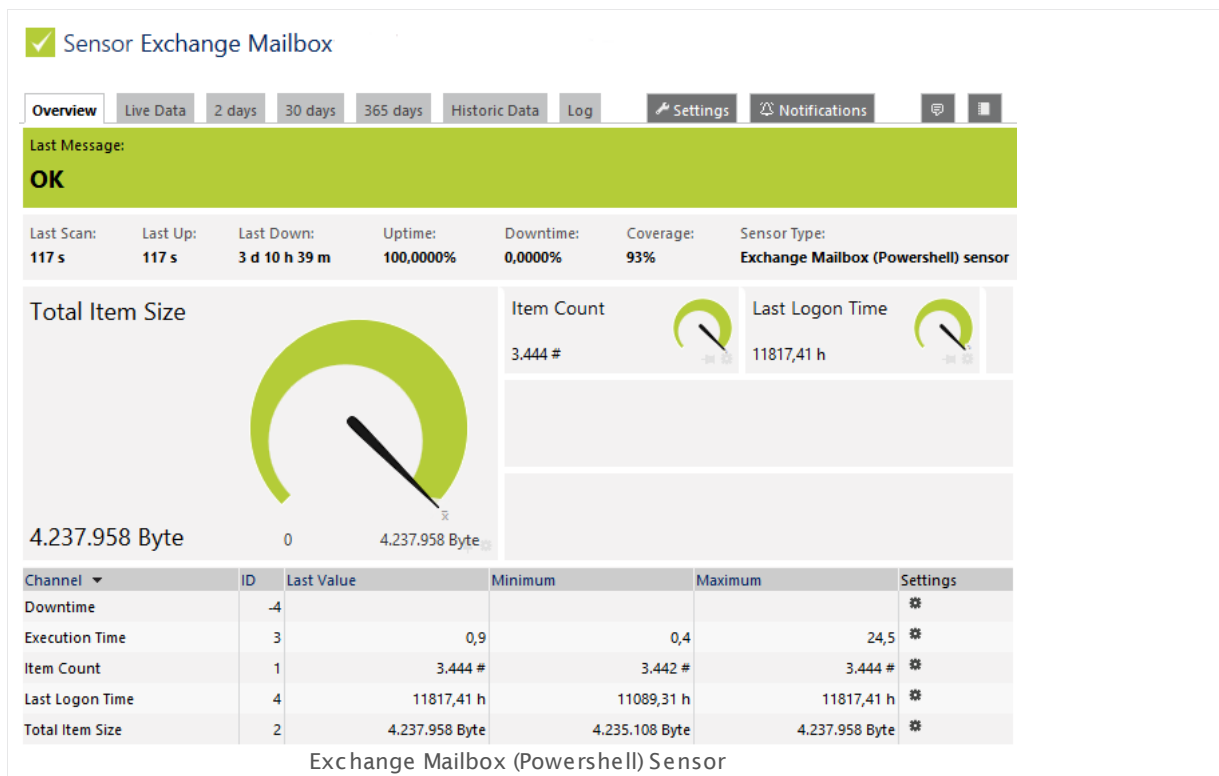 Sensor Exchange Mailbox
Overview Live Data 2 days 30 days 365 days Historic Data Log Settings Notifications
Last Message:
OK
Last Scan: Last Up: Last Down: Uptime: Downtime: Coverage: Sensor Type:
117 s 117 s 3 d 10 h 39 m 100,0000% 0,0000% 93% Exchange Mailbox (Powershell) sensor
Total Item Size
4.237.958 Byte
0 4.237.958 Byte
Item Count
3.444 #
Last Logon Time
11817,41 h
Channel ID Last Value Minimum Maximum Settings
Downtime -4
Execution Time 3 0,9 0,4 24,5
Item Count 1 3.444 # 3.442 # 3.444 #
Last Logon Time 4 11817,41 h 11089,31 h 11817,41 h
Total Item Size 2 4.237.958 Byte 4.235.108 Byte 4.237.958 Byte
Exchange Mailbox (Powershell) Sensor